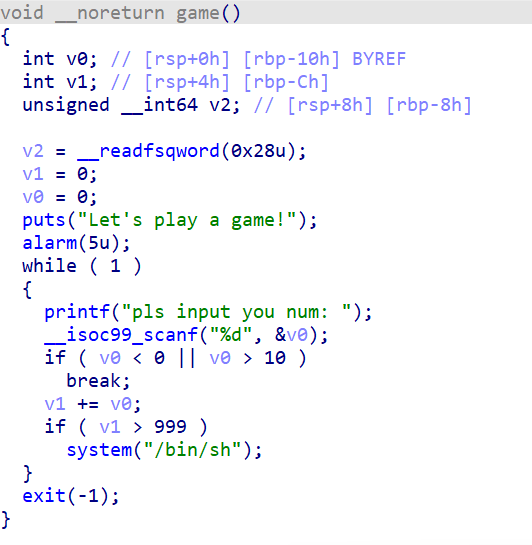 void __noreturn game()
{
  int v0; // [rsp+0h] [rbp-10h] BYREF
  int v1; // [rsp+4h] [rbp-Ch]
  unsigned __int64 v2; // [rsp+8h] [rbp-8h]

  v2 = __readfsqword(0x28u);
  v1 = 0;
  v0 = 0;
  puts("Let's play a game!");
  alarm(5u);
  while ( 1 )
  {
    printf("pls input you num: ");
    __isoc99_scanf("%d", &v0);
    if ( v0 < 0 || v0 > 10 )
      break;
    v1 += v0;
    if ( v1 > 999 )
      system("/bin/sh");
  }
  exit(-1);
}